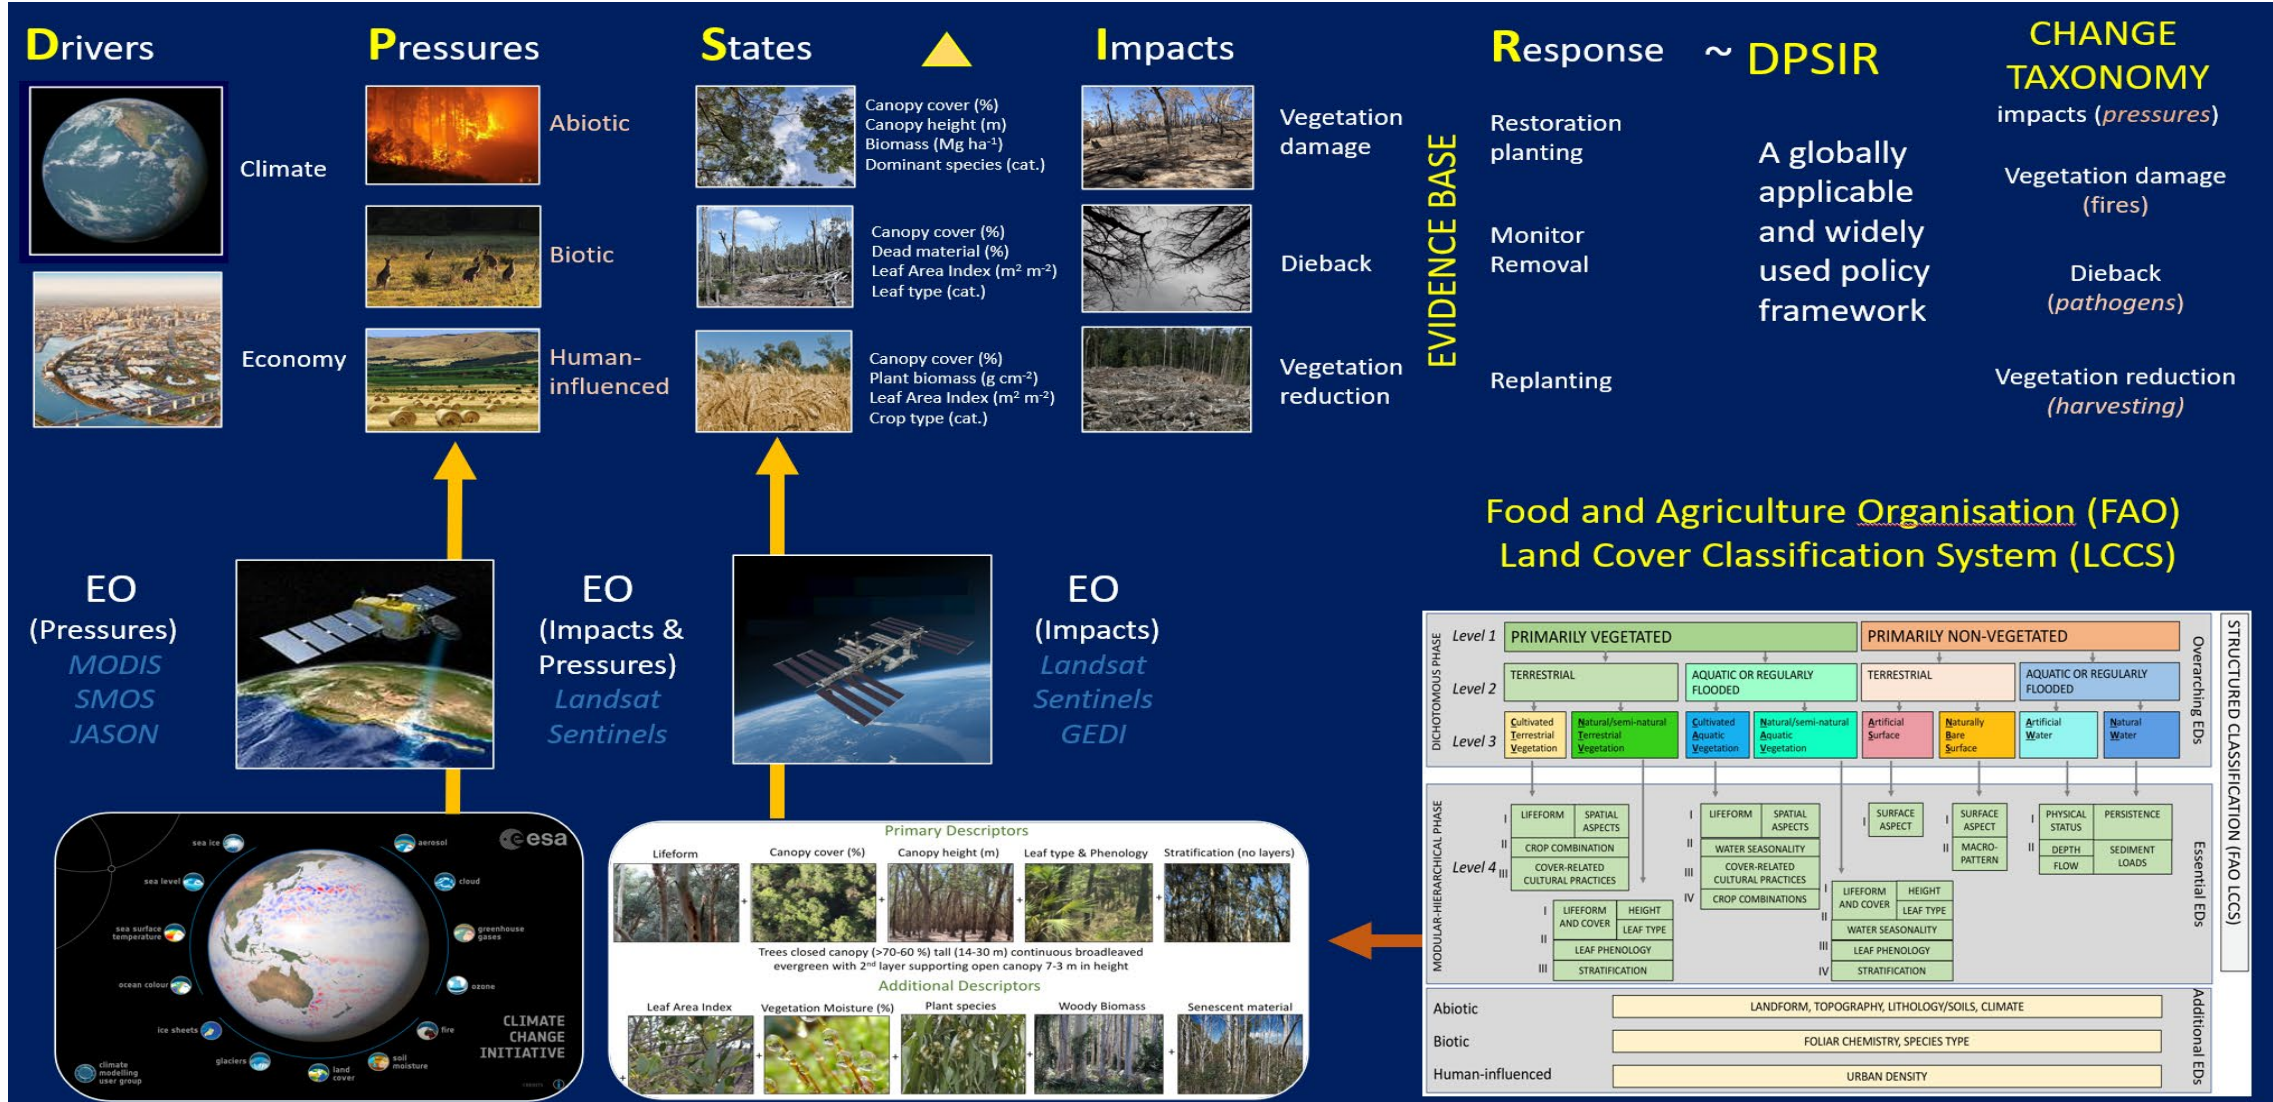 Drivers
Pressures
States
Impacts
Response ~ DPSIR
CHANGE
TAXONOMY
impacts (pressures)
Climate
Economy
Abiotic
Biotic
Human-
influenced
Canopy cover (%)
Canopy height (m)
Biomass (Mg ha-1)
Dominant species (cat.)
Canopy cover (%)
Dead material (%)
Leaf Area Index (m2 m-2)
Leaf type (cat.)
Canopy cover (%)
Plant biomass (g cm-2)
Leaf Area Index (m2 m-2)
Crop type (cat.)
Vegetation
damage
Dieback
Vegetation
reduction
EVIDENCE BASE
Restoration
planting
Monitor
Removal
Replanting
A globally
applicable
and widely
used policy
framework
Vegetation damage
(fires)
Dieback
(pathogens)
Vegetation reduction
(harvesting)
EO
(Pressures)
MODIS
SMOS
JASON
EO
(Impacts &
Pressures)
Landsat
Sentinels
EO
(Impacts)
Landsat
Sentinels
GEDI
Food and Agriculture Organisation (FAO)
Land Cover Classification System (LCCS)
esa
sea ice
aerosol
sea level
cloud
sea surface
temperature
greenhouse
gases
ocean colour
ozone
ice sheets
fire
glaciers
land
cover
soil
moisture
climate
modelling
user group
CLIMATE
CHANGE
INITIATIVE
Primary Descriptors
Lifeform
Canopy cover (%)
Canopy height (m)
Leaf type & Phenology
Stratification (no layers)
+ + + +
Trees closed canopy (>70-60 %) tall (14-30 m) continuous broadleaved
evergreen with 2nd layer supporting open canopy 7-3 m in height
Additional Descriptors
Leaf Area Index
Vegetation Moisture (%)
Plant species
Woody Biomass
Senescent material
+ + + + +
DICHOTOMOUS PHASE
Level 1
PRIMARILY VEGETATED
PRIMARILY NON-VEGETATED
Level 2
TERRESTRIAL
AQUATIC OR REGULARLY
FLOODED
TERRESTRIAL
AQUATIC OR REGULARLY
FLOODED
Level 3
Cultivated
Terrestrial
Vegetation
Natural/semi-natural
Terrestrial
Vegetation
Cultivated
Aquatic
Vegetation
Natural/semi-natural
Aquatic
Vegetation
Artificial
Surface
Naturally
Bare
Surface
Artificial
Water
Natural
Water
Overarching EDs
STRUCTURED CLASSIFICATION (FAO LCCS)
MODULAR-HIERARCHICAL PHASE
Level 4
I
LIFEFORM
SPATIAL
ASPECTS
II
CROP COMBINATION
III
COVER-RELATED
CULTURAL PRACTICES
I
LIFEFORM
AND COVER
HEIGHT
LEAF TYPE
II
LEAF PHENOLOGY
III
STRATIFICATION
I
LIFEFORM
SPATIAL
ASPECTS
II
WATER SEASONALITY
III
COVER-RELATED
CULTURAL PRACTICES
IV
CROP COMBINATIONS
I
LIFEFORM
AND COVER
HEIGHT
LEAF TYPE
II
WATER SEASONALITY
III
LEAF PHENOLOGY
IV
STRATIFICATION
I
SURFACE
ASPECT
I
SURFACE
ASPECT
II
MACRO-
PATTERN
I
PHYSICAL
STATUS
PERSISTENCE
II
DEPTH
FLOW
SEDIMENT
LOADS
Essential EDs
Abiotic
LANDFORM, TOPOGRAPHY, LITHOLOGY/SOILS, CLIMATE
Biotic
FOLIAR CHEMISTRY, SPECIES TYPE
Human-influenced
URBAN DENSITY
Additional EDs